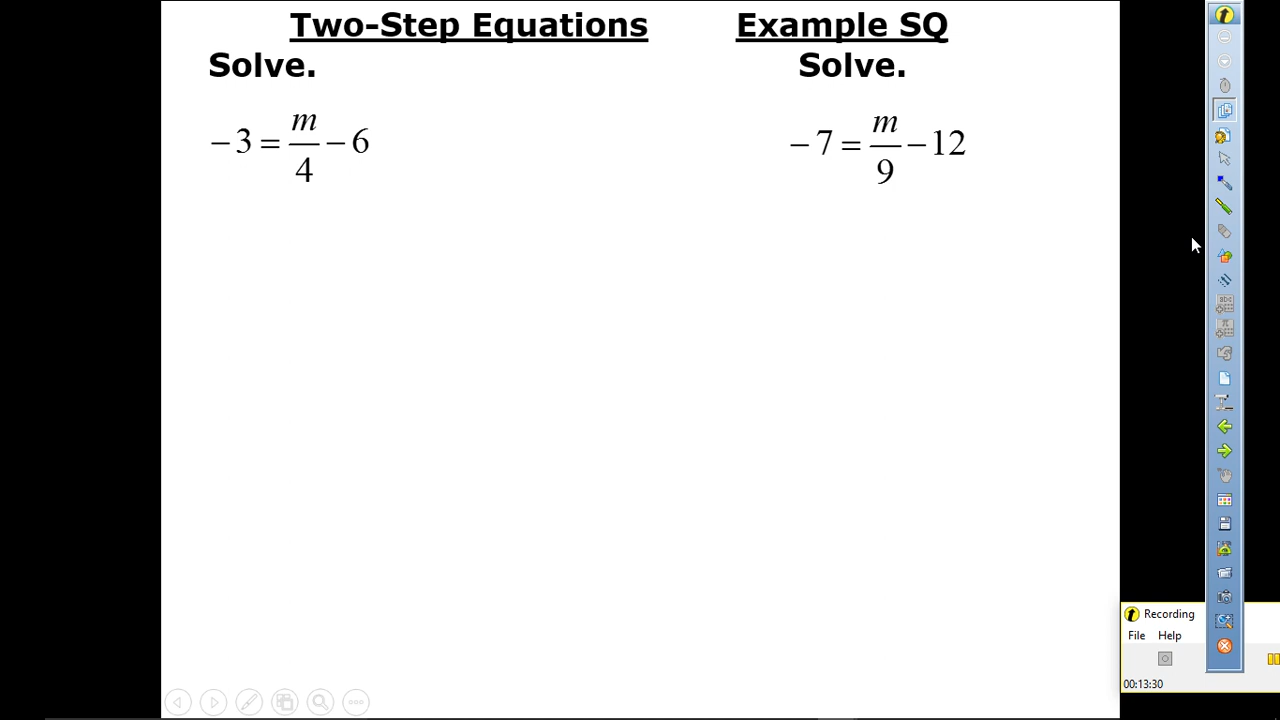 Two-Step Equations
Solve.
−3 = m/4 − 6
Example SQ
Solve.
−7 = m/9 − 12
Recording
File Help
00:13:30